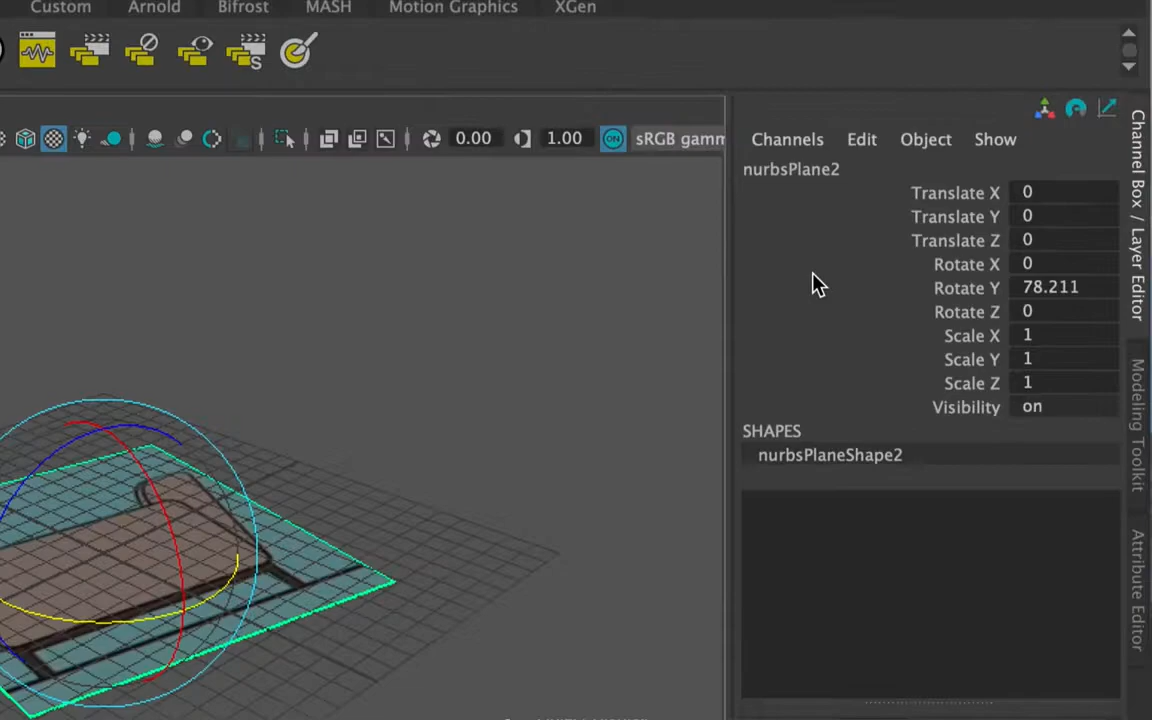 Custom Arnold Bifrost MASH Motion Graphics XGen
S
0.00 1.00 ON sRGB gamm
Channels Edit Object Show
nurbsPlane2
Translate X 0
Translate Y 0
Translate Z 0
Rotate X 0
Rotate Y 78.211
Rotate Z 0
Scale X 1
Scale Y 1
Scale Z 1
Visibility on
SHAPES
nurbsPlaneShape2
Channel Box / Layer Editor
Modeling Toolkit
Attribute Editor